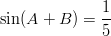 sin(A + B) = 1/5